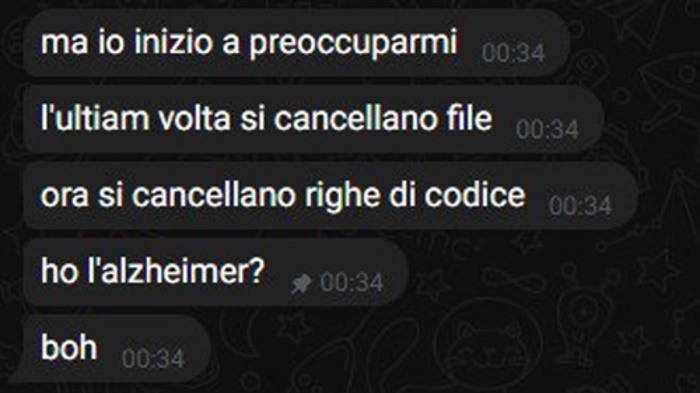 ma io inizio a preoccuparmi 00:34
l'ultiam volta si cancellano file 00:34
ora si cancellano righe di codice 00:34
ho l'alzheimer? 00:34
boh 00:34